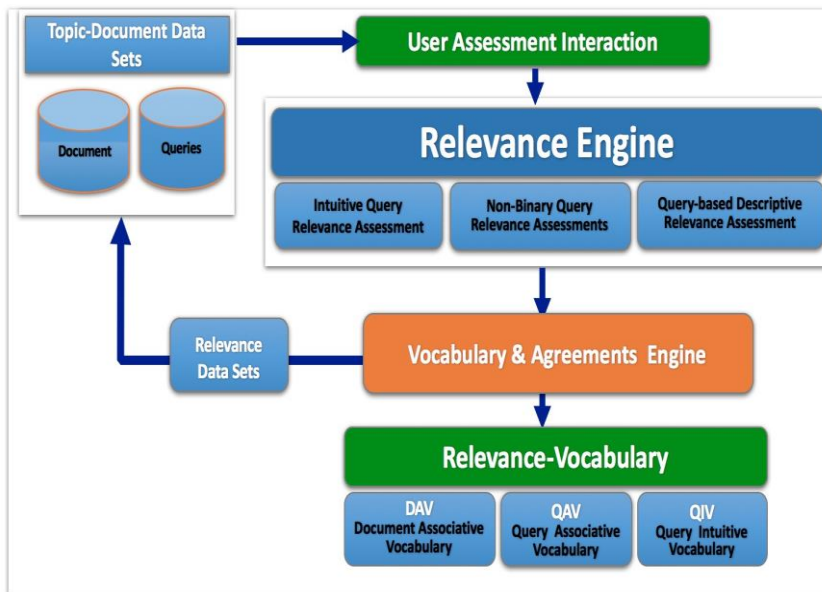 Topic-Document Data
Sets
Document
Queries
User Assessment Interaction
Relevance Engine
Intuitive Query
Relevance Assessment
Non-Binary Query
Relevance Assessments
Query-based Descriptive
Relevance Assessment
Relevance
Data Sets
Vocabulary & Agreements Engine
Relevance-Vocabulary
DAV
Document Associative
Vocabulary
QAV
Query Associative
Vocabulary
QIV
Query Intuitive
Vocabulary